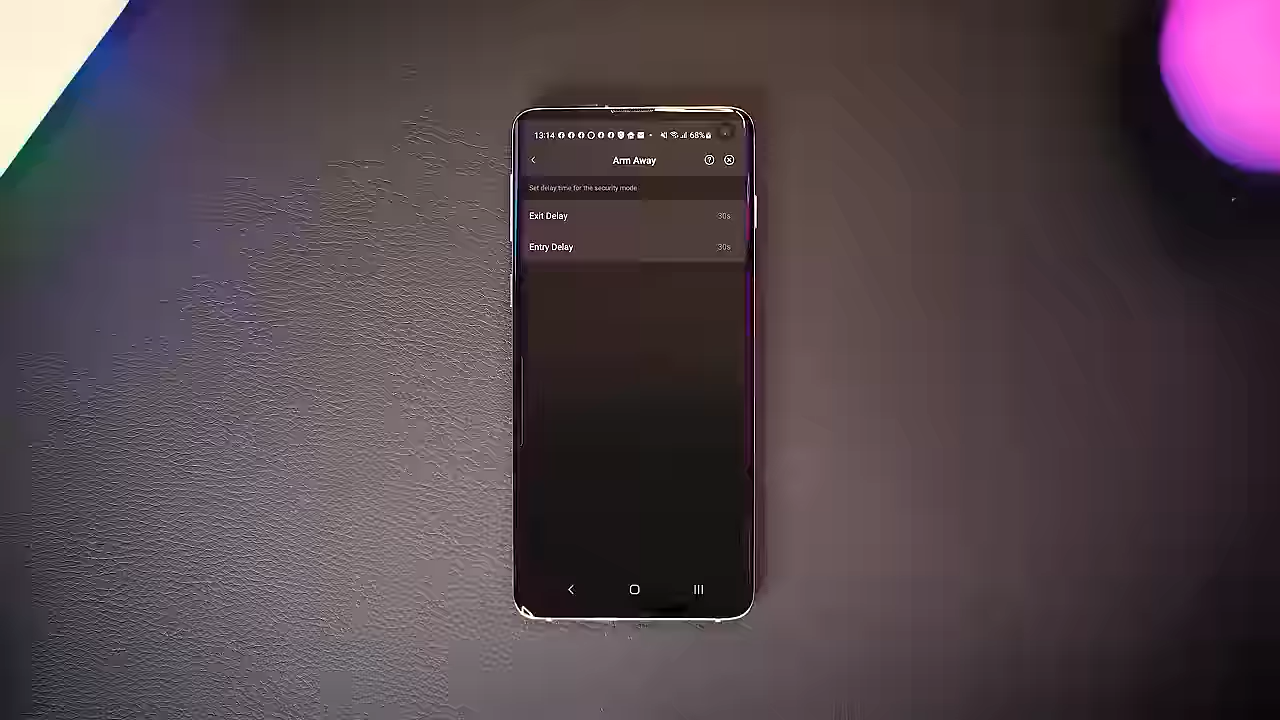 13:14 68%
Arm Away
Set delay time for the security mode
Exit Delay 30s
Entry Delay 30s